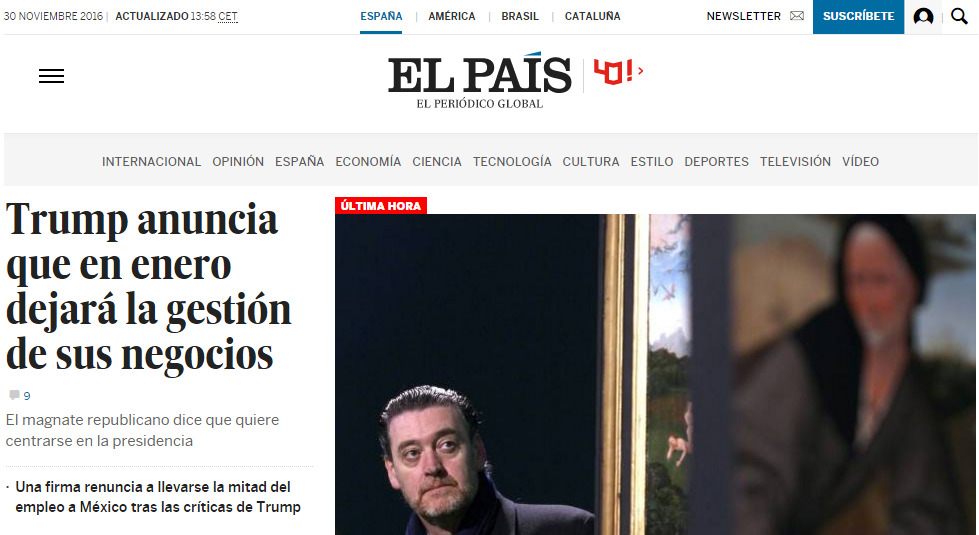 30 NOVIEMBRE 2016 | ACTUALIZADO 13:58 CET
ESPAÑA | AMÉRICA | BRASIL | CATALUÑA
NEWSLETTER
SUSCRÍBETE
EL PAÍS
40!
EL PERIÓDICO GLOBAL
INTERNACIONAL OPINIÓN ESPAÑA ECONOMÍA CIENCIA TECNOLOGÍA CULTURA ESTILO DEPORTES TELEVISIÓN VÍDEO
Trump anuncia
que en enero
dejará la gestión
de sus negocios
9
El magnate republicano dice que quiere
centrarse en la presidencia
· Una firma renuncia a llevarse la mitad del
empleo a México tras las críticas de Trump
ÚLTIMA HORA